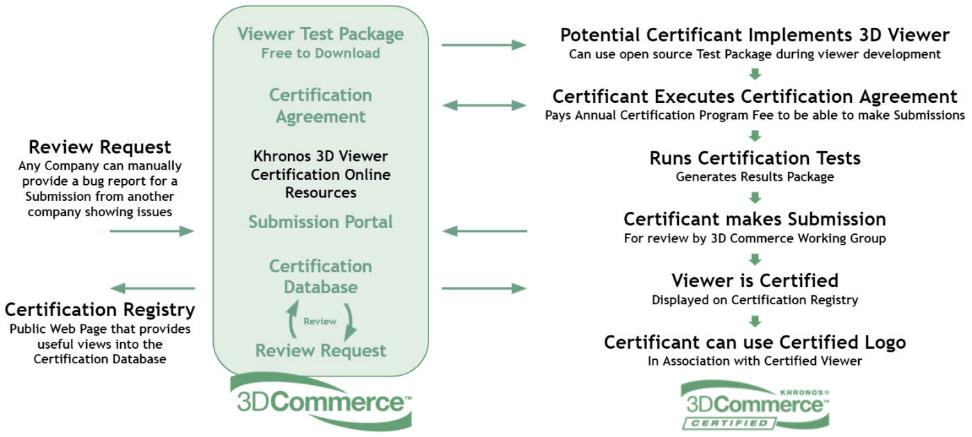 Viewer Test Package
Free to Download
Certification
Agreement
Khronos 3D Viewer
Certification Online
Resources
Submission Portal
Certification
Database
Review
Review Request
3DCommerce™
Review Request
Any Company can manually
provide a bug report for a
Submission from another
company showing issues
Certification Registry
Public Web Page that provides
useful views into the
Certification Database
Potential Certificant Implements 3D Viewer
Can use open source Test Package during viewer development
Certificant Executes Certification Agreement
Pays Annual Certification Program Fee to be able to make Submissions
Runs Certification Tests
Generates Results Package
Certificant makes Submission
For review by 3D Commerce Working Group
Viewer is Certified
Displayed on Certification Registry
Certificant can use Certified Logo
In Association with Certified Viewer
KHRONOS®
3DCommerce™
CERTIFIED